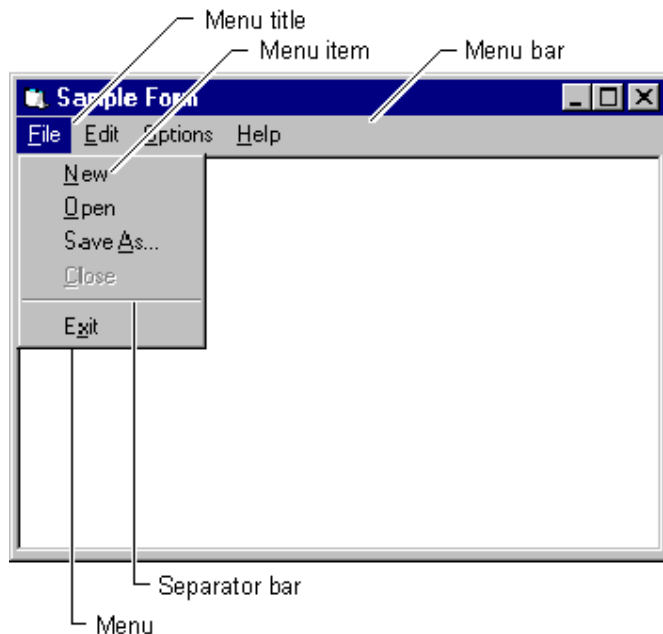 Menu title
Menu item
Menu bar
Sample Form
File Edit Options Help
New
Open
Save As...
Close
Exit
Separator bar
Menu